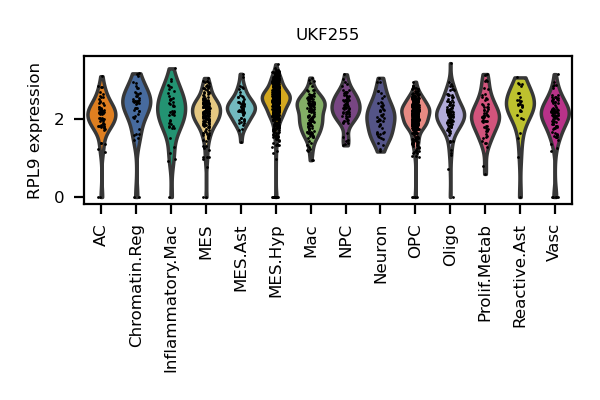 UKF255
RPL9 expression
2
0
AC
Chromatin.Reg
Inflammatory.Mac
MES
MES.Ast
MES.Hyp
Mac
NPC
Neuron
OPC
Oligo
Prolif.Metab
Reactive.Ast
Vasc